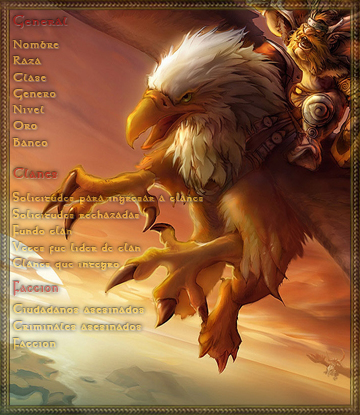 General
Nombre
Raza
Clase
Genero
Nivel
Oro
Banco
Clanes
Solicitudes para ingresar a clanes
Solicitudes rechazadas
Fundo clan
Veces fue lider de clan
Clanes que integro
Faccion
Ciudadanos asesinados
Criminales asesinados
Faccion